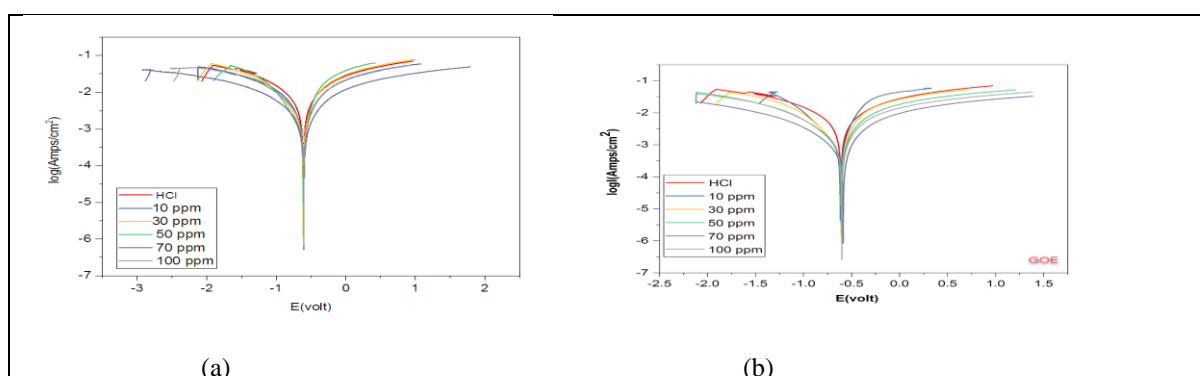 -1
-2
-3
-4
-5
-6
-7
log(Amps/cm²)
HCl
10 ppm
30 ppm
50 ppm
70 ppm
100 ppm
-3
-2
-1
0
1
2
E(volt)
(a)
-1
-2
-3
-4
-5
-6
-7
logI(Amps/cm²)
HCl
10 ppm
30 ppm
50 ppm
70 ppm
100 ppm
GOE
-2.5
-2.0
-1.5
-1.0
-0.5
0.0
0.5
1.0
1.5
E(volt)
(b)